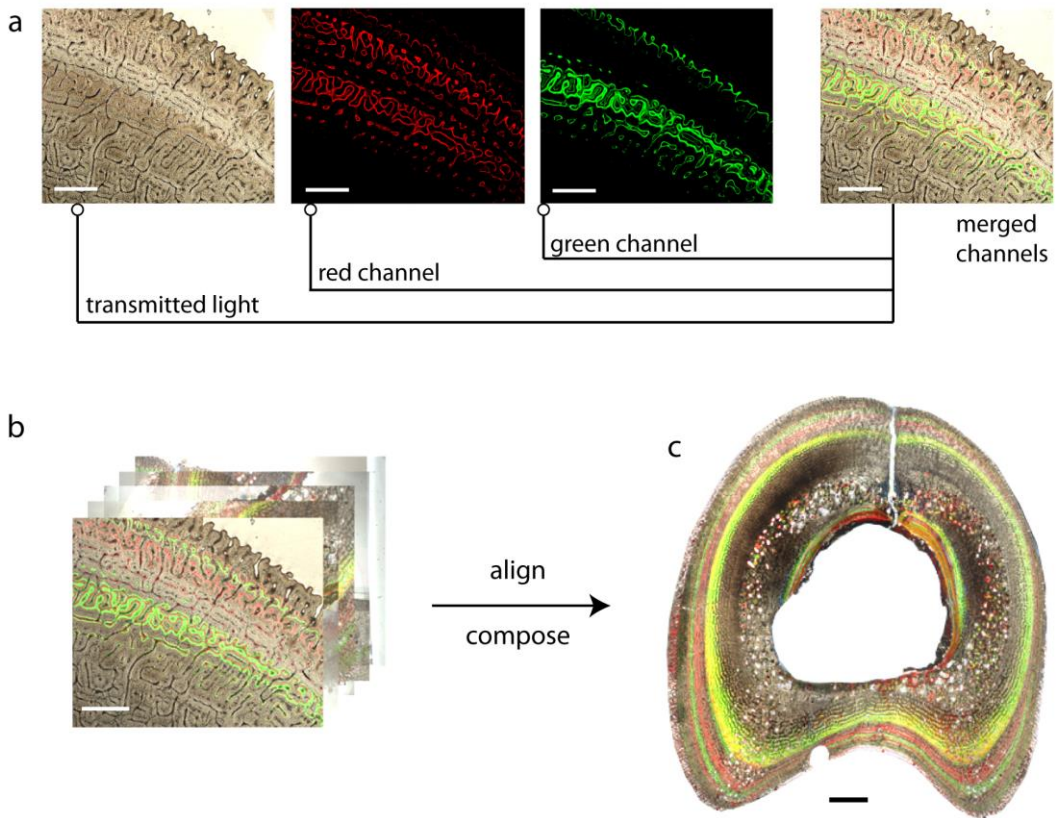 a
merged
channels
green channel
red channel
transmitted light
b
c
align
compose